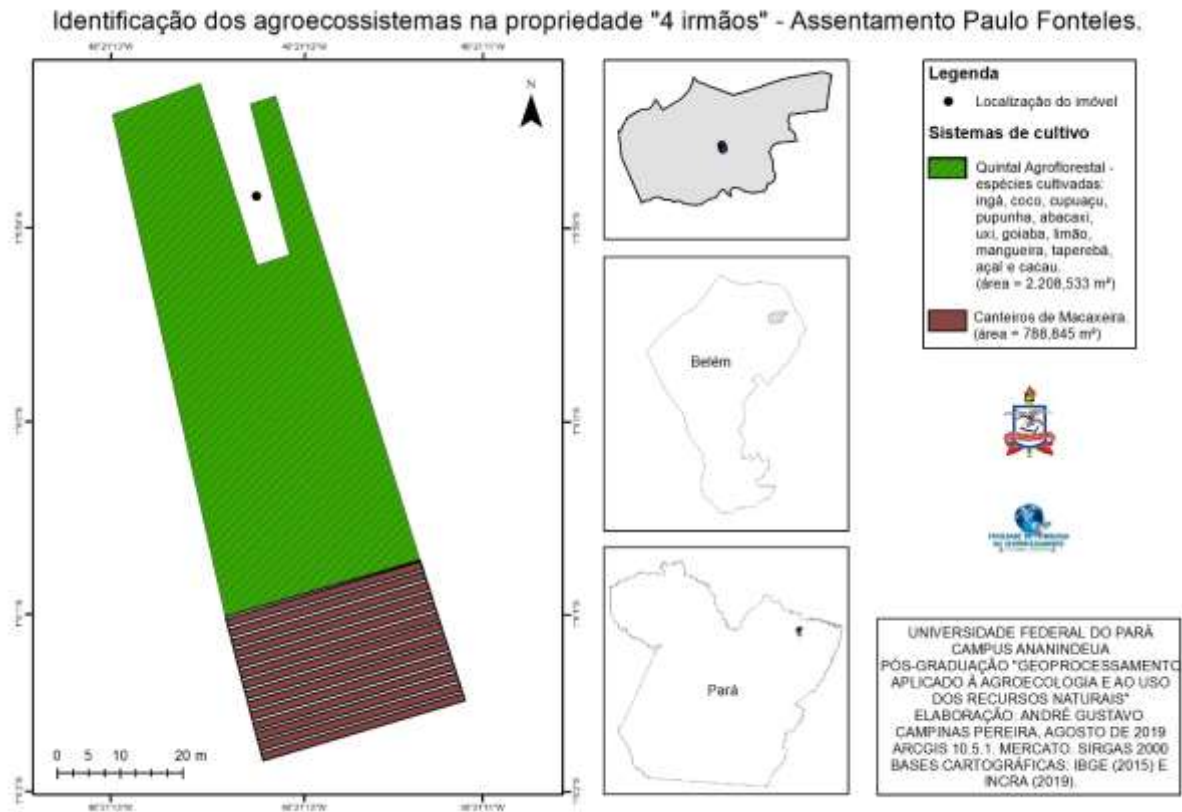 Identificação dos agroecossistemas na propriedade "4 irmãos" - Assentamento Paulo Fonteles.
N
0 5 10 20 m
Belém
Pará
Legenda
Localização do imóvel
Sistemas de cultivo
Quintal Agroflorestal -
espécies cultivadas:
ingá, coco, cupuaçu,
pupunha, abacaxi,
uxi, goiaba, limão,
mangueira, taperebá,
açaí e cacau.
(área = 2.208,533 m²)
Canteiros de Macaxeira.
(área = 788,845 m²)
UNIVERSIDADE FEDERAL DO PARÁ
CAMPUS ANANINDEUA
PÓS-GRADUAÇÃO "GEOPROCESSAMENTO
APLICADO À AGROECOLOGIA E AO USO
DOS RECURSOS NATURAIS"
ELABORAÇÃO: ANDRÉ GUSTAVO
CAMPINAS PEREIRA, AGOSTO DE 2019
ARCGIS 10.5.1. MERCATO. SIRGAS 2000
BASES CARTOGRÁFICAS: IBGE (2015) E
INCRA (2019).